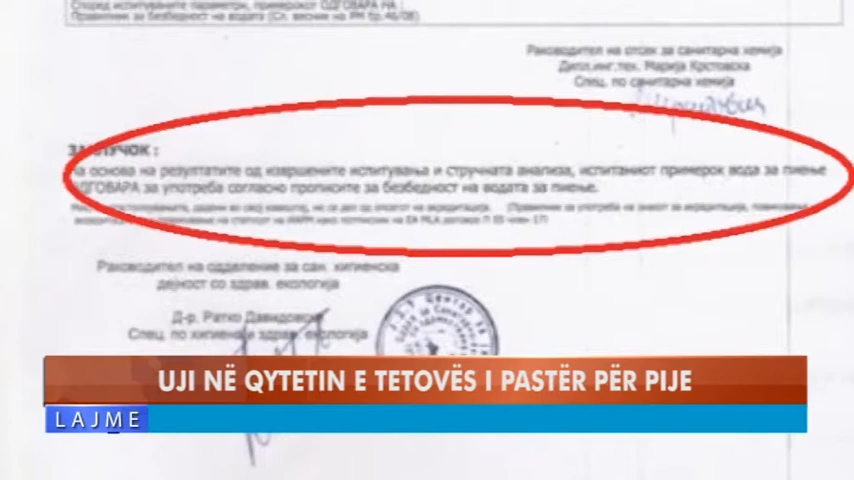 Според испитуваните параметри, примерокот ОДГОВАРА НА :
Правилник за безбедност на водата (Сл. весник на РМ бр.46/08)
Раководител на отсек за санитарна хемија
Дипл.инг.тех. Марија Крстовска
Спец. по санитарна хемија
ЗАКЛУЧОК :
На основа на резултатите од извршените испитувања и стручната анализа, испитаниот примерок вода за пиење
ОДГОВАРА за употреба согласно прописите за безбедност на водата за пиење.
Раководител на одделение за сан. хигиенска
дејност со здрав. екологија
Д-р. Ратко Давидовски
Спец. по хигиена и здрав. екологија
UJI NË QYTETIN E TETOVËS I PASTËR PËR PIJE
LAJME